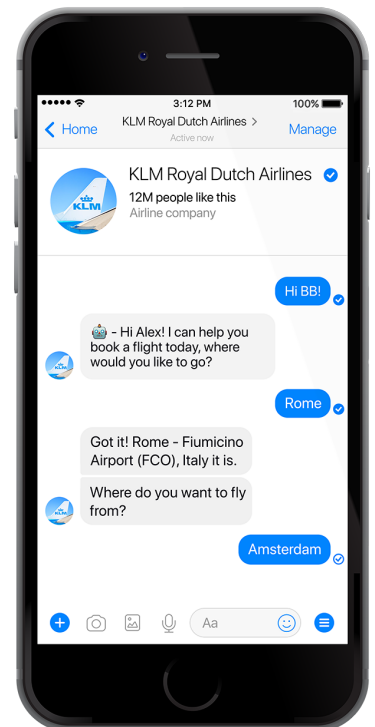 3:12 PM
100%
Home
KLM Royal Dutch Airlines >
Active now
Manage
KLM
KLM Royal Dutch Airlines
12M people like this
Airline company
Hi BB!
🤖 - Hi Alex! I can help you
book a flight today, where
would you like to go?
Rome
Got it! Rome - Fiumicino
Airport (FCO), Italy it is.
Where do you want to fly
from?
Amsterdam
Aa